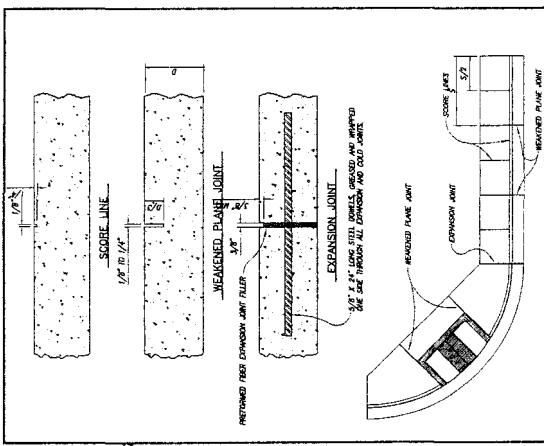 1/8"
SCORE LINE
1/8" TO 1/4"
D/3
D
WEAKENED PLANE JOINT
3/8"
PREFORMED FIBER EXPANSION JOINT FILLER
EXPANSION JOINT
5/8" X 24" LONG STEEL DOWELS, GREASED AND WRAPPED
ONE SIDE THROUGH ALL EXPANSION AND COLD JOINTS.
WEAKENED PLANE JOINT
EXPANSION JOINT
SCORE LINES
S
S/2
WEAKENED PLANE JOINT